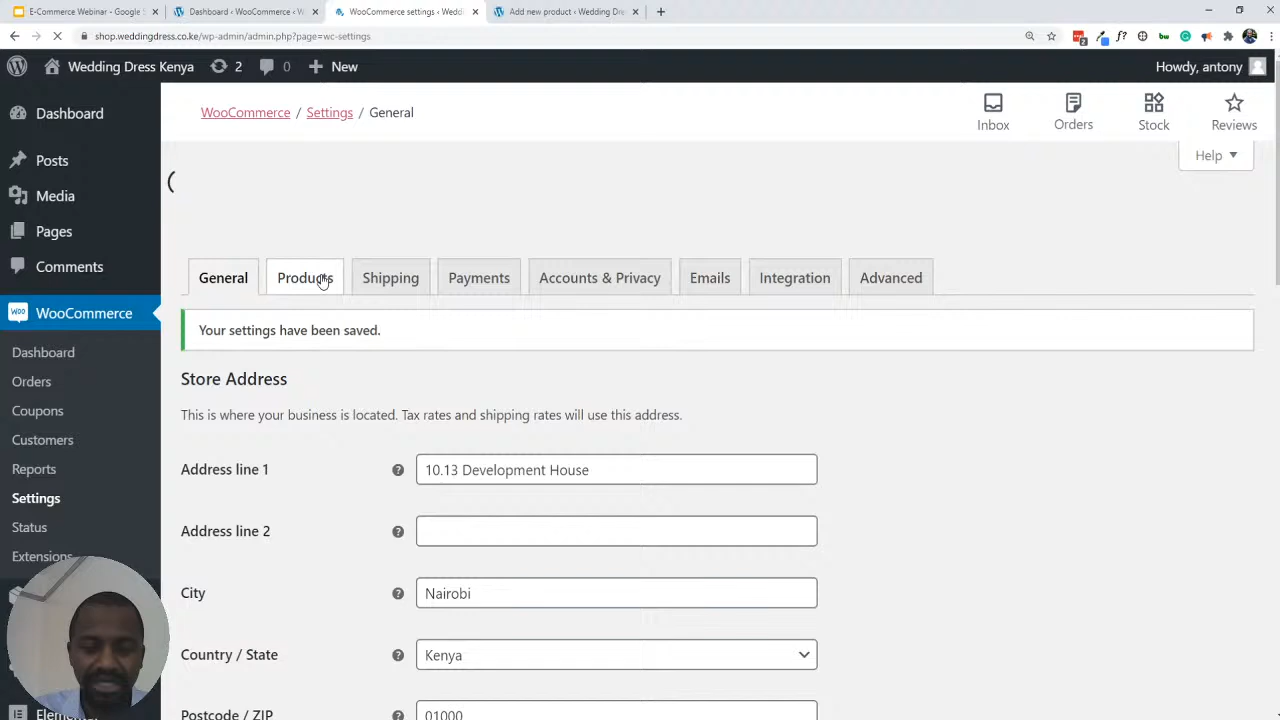 E-Commerce Webinar - Google S
Dashboard ‹ WooCommerce ‹ W
WooCommerce settings ‹ Weddi
Add new product ‹ Wedding Dre
shop.weddingdress.co.ke/wp-admin/admin.php?page=wc-settings
Wedding Dress Kenya
2
0
New
Howdy, antony
Dashboard
Posts
Media
Pages
Comments
WooCommerce
Dashboard
Orders
Coupons
Customers
Reports
Settings
Status
Extensions
WooCommerce / Settings / General
Inbox
Orders
Stock
Reviews
Help
General
Products
Shipping
Payments
Accounts & Privacy
Emails
Integration
Advanced
Your settings have been saved.
Store Address
This is where your business is located. Tax rates and shipping rates will use this address.
Address line 1
10.13 Development House
Address line 2
City
Nairobi
Country / State
Kenya
Postcode / ZIP
01000